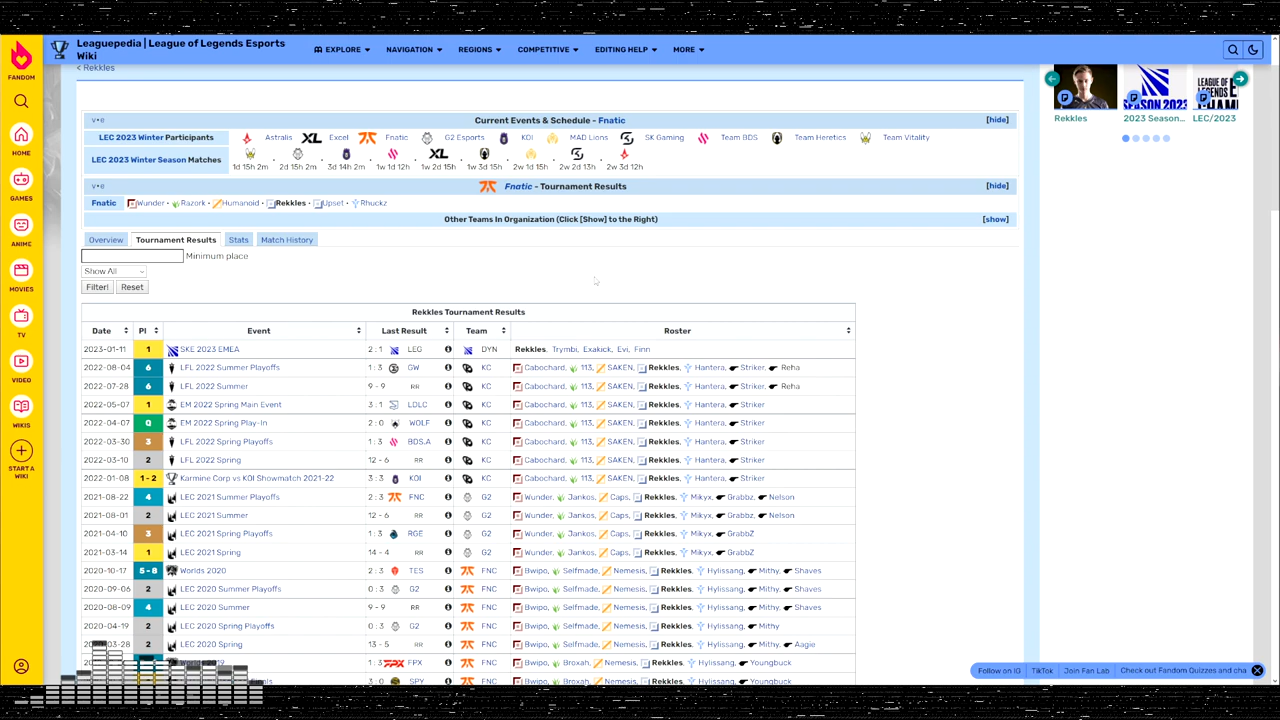 Leaguepedia | League of Legends Esports
Wiki
EXPLORE
NAVIGATION
REGIONS
COMPETITIVE
EDITING HELP
MORE
FANDOM
HOME
GAMES
ANIME
MOVIES
TV
VIDEO
WIKIS
START A
WIKI
< Rekkles
v•e Current Events & Schedule - Fnatic [hide]
LEC 2023 Winter Participants Astralis Excel Fnatic G2 Esports KOI MAD Lions SK Gaming Team BDS Team Heretics Team Vitality
LEC 2023 Winter Season Matches 1d 15h 2m 2d 15h 2m 3d 14h 2m 1w 1d 12h 1w 2d 15h 1w 3d 15h 2w 1d 15h 2w 2d 13h 2w 3d 12h
v•e Fnatic - Tournament Results [hide]
Fnatic Wunder • Razork • Humanoid • Rekkles • Upset • Rhuckz
Other Teams In Organization (Click [Show] to the Right) [show]
Overview Tournament Results Stats Match History
Minimum place
Show All
Filter! Reset
Rekkles Tournament Results
Date Pl Event Last Result Team Roster
2023-01-11 1 SKE 2023 EMEA 2 : 1 LEG DYN Rekkles, Trymbi, Exakick, Evi, Finn
2022-08-04 6 LFL 2022 Summer Playoffs 1 : 3 GW KC Cabochard, 113, SAKEN, Rekkles, Hantera, Striker, Reha
2022-07-28 6 LFL 2022 Summer 9 - 9 RR KC Cabochard, 113, SAKEN, Rekkles, Hantera, Striker, Reha
2022-05-07 1 EM 2022 Spring Main Event 3 : 1 LDLC KC Cabochard, 113, SAKEN, Rekkles, Hantera, Striker
2022-04-07 Q EM 2022 Spring Play-In 2 : 0 WOLF KC Cabochard, 113, SAKEN, Rekkles, Hantera, Striker
2022-03-30 3 LFL 2022 Spring Playoffs 1 : 3 BDS.A KC Cabochard, 113, SAKEN, Rekkles, Hantera, Striker
2022-03-10 2 LFL 2022 Spring 12 - 6 RR KC Cabochard, 113, SAKEN, Rekkles, Hantera, Striker
2022-01-08 1 - 2 Karmine Corp vs KOI Showmatch 2021-22 3 : 3 KOI KC Cabochard, 113, SAKEN, Rekkles, Hantera, Striker
2021-08-22 4 LEC 2021 Summer Playoffs 2 : 3 FNC G2 Wunder, Jankos, Caps, Rekkles, Mikyx, Grabbz, Nelson
2021-08-01 2 LEC 2021 Summer 12 - 6 RR G2 Wunder, Jankos, Caps, Rekkles, Mikyx, Grabbz, Nelson
2021-04-10 3 LEC 2021 Spring Playoffs 1 : 3 RGE G2 Wunder, Jankos, Caps, Rekkles, Mikyx, GrabbZ
2021-03-14 1 LEC 2021 Spring 14 - 4 RR G2 Wunder, Jankos, Caps, Rekkles, Mikyx, GrabbZ
2020-10-17 5 - 8 Worlds 2020 2 : 3 TES FNC Bwipo, Selfmade, Nemesis, Rekkles, Hylissang, Mithy, Shaves
2020-09-06 2 LEC 2020 Summer Playoffs 0 : 3 G2 FNC Bwipo, Selfmade, Nemesis, Rekkles, Hylissang, Mithy, Shaves
2020-08-09 4 LEC 2020 Summer 9 - 9 RR FNC Bwipo, Selfmade, Nemesis, Rekkles, Hylissang, Mithy, Shaves
2020-04-19 2 LEC 2020 Spring Playoffs 0 : 3 G2 FNC Bwipo, Selfmade, Nemesis, Rekkles, Hylissang, Mithy
03-28 2 LEC 2020 Spring 13 - 5 RR FNC Bwipo, Selfmade, Nemesis, Rekkles, Hylissang, Mithy, Aagie
1 : 3 FPX FNC Bwipo, Broxah, Nemesis, Rekkles, Hylissang, Youngbuck
3 : 0 SPY FNC Bwipo, Broxah, Nemesis, Rekkles, Hylissang, Youngbuck
Rekkles
2023 Season...
LEC/2023
SEASON 2023
LEAGUE OF
Follow on IG TikTok Join Fan Lab Check out Fandom Quizzes and cha